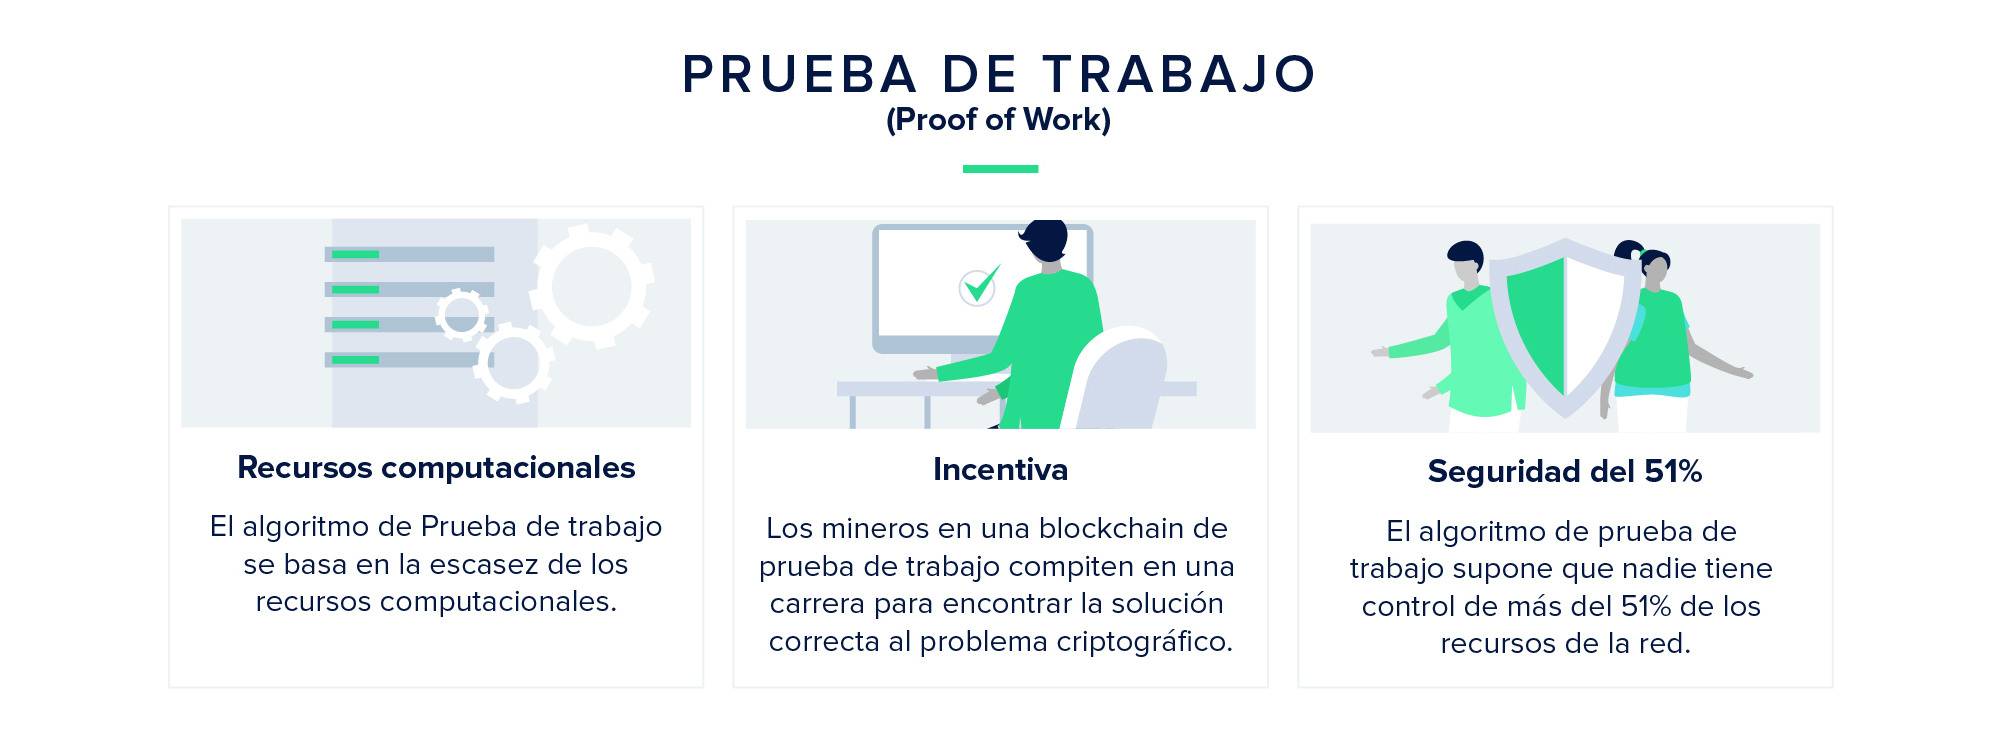 PRUEBA DE TRABAJO
(Proof of Work)
Recursos computacionales
El algoritmo de Prueba de trabajo
se basa en la escasez de los
recursos computacionales.
Incentiva
Los mineros en una blockchain de
prueba de trabajo compiten en una
carrera para encontrar la solución
correcta al problema criptográfico.
Seguridad del 51%
El algoritmo de prueba de
trabajo supone que nadie tiene
control de más del 51% de los
recursos de la red.